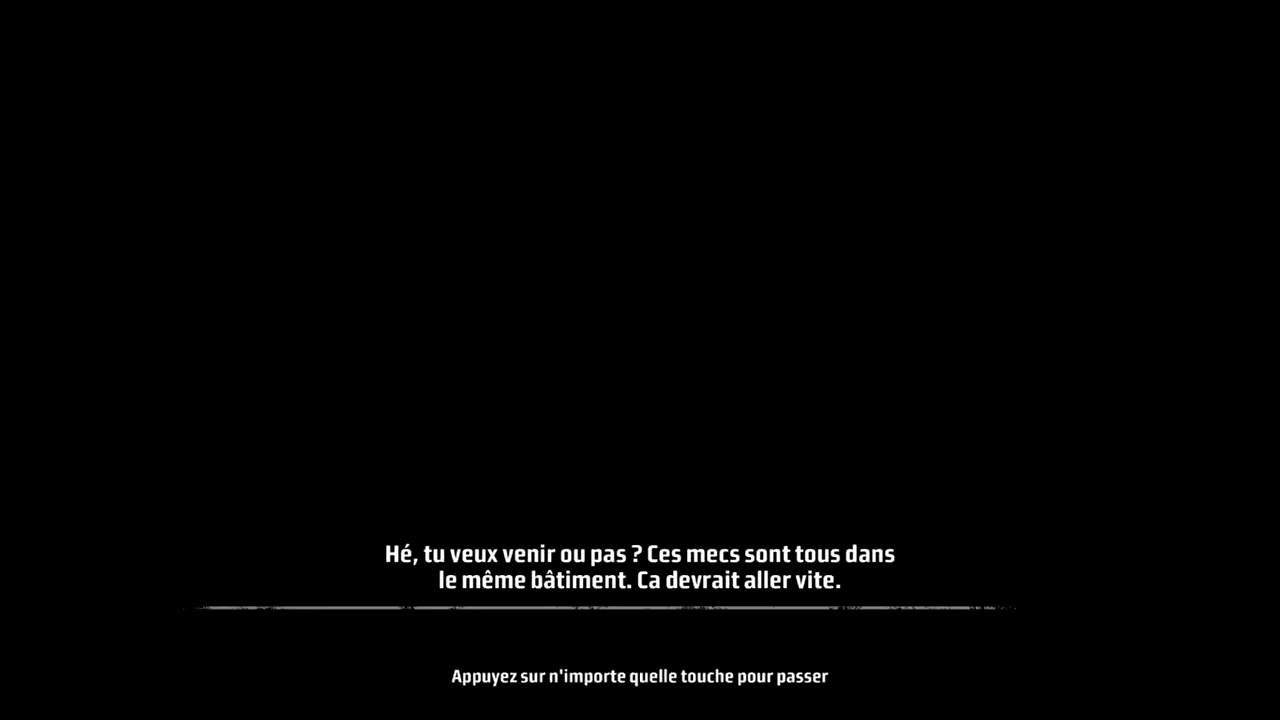 Hé, tu veux venir ou pas ? Ces mecs sont tous dans
le même bâtiment. Ca devrait aller vite.
Appuyez sur n'importe quelle touche pour passer